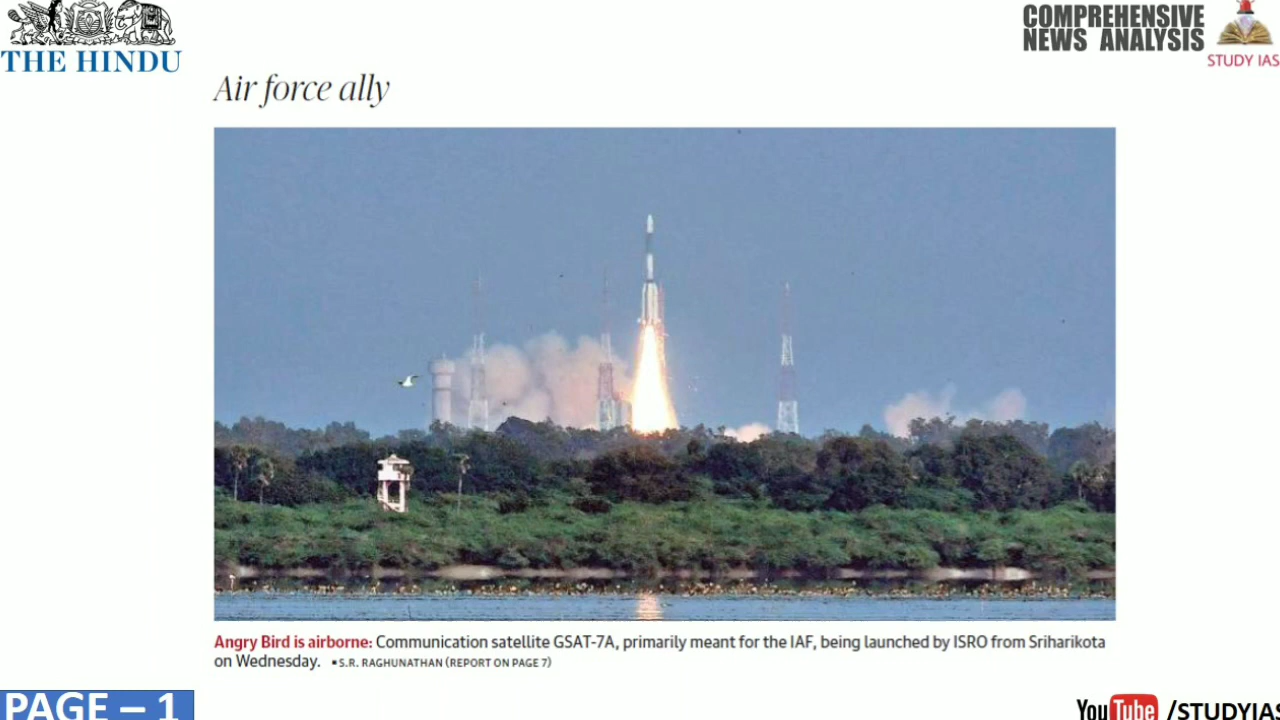 THE HINDU
COMPREHENSIVE
NEWS ANALYSIS
STUDY IAS
Air force ally
Angry Bird is airborne: Communication satellite GSAT-7A, primarily meant for the IAF, being launched by ISRO from Sriharikota
on Wednesday. ▪S.R. RAGHUNATHAN (REPORT ON PAGE 7)
PAGE – 1
YouTube /STUDYIAS